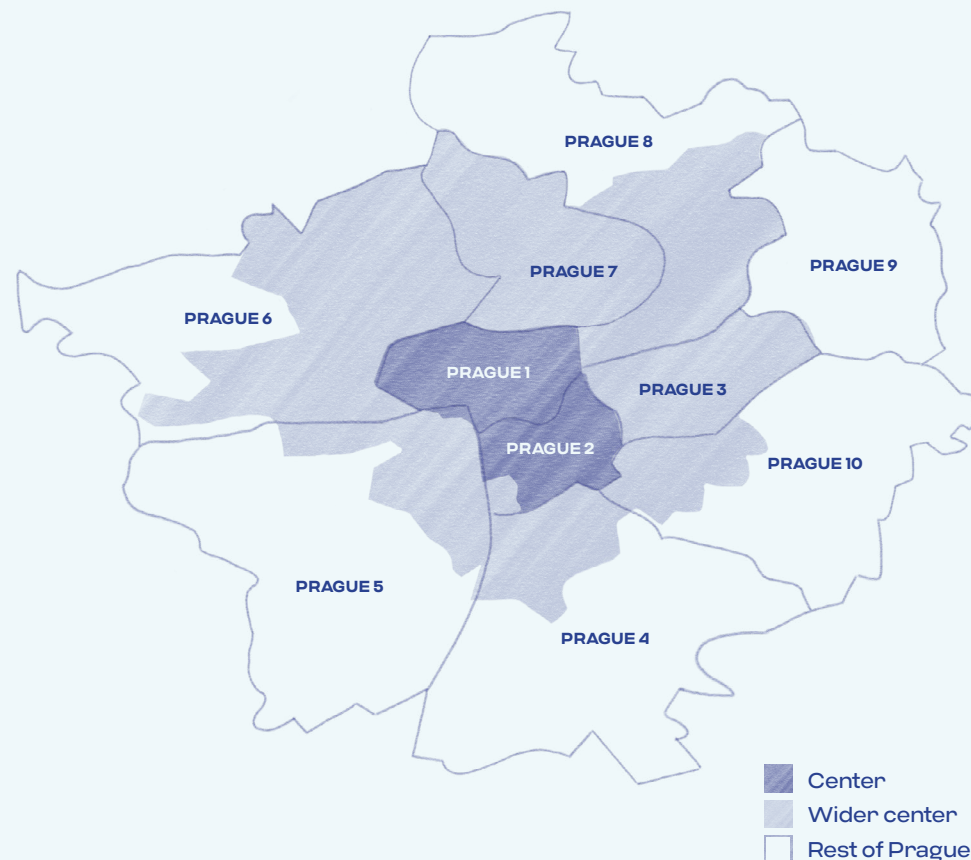 PRAGUE 8
PRAGUE 7
PRAGUE 9
PRAGUE 6
PRAGUE 1
PRAGUE 3
PRAGUE 2
PRAGUE 10
PRAGUE 5
PRAGUE 4
Center
Wider center
Rest of Prague